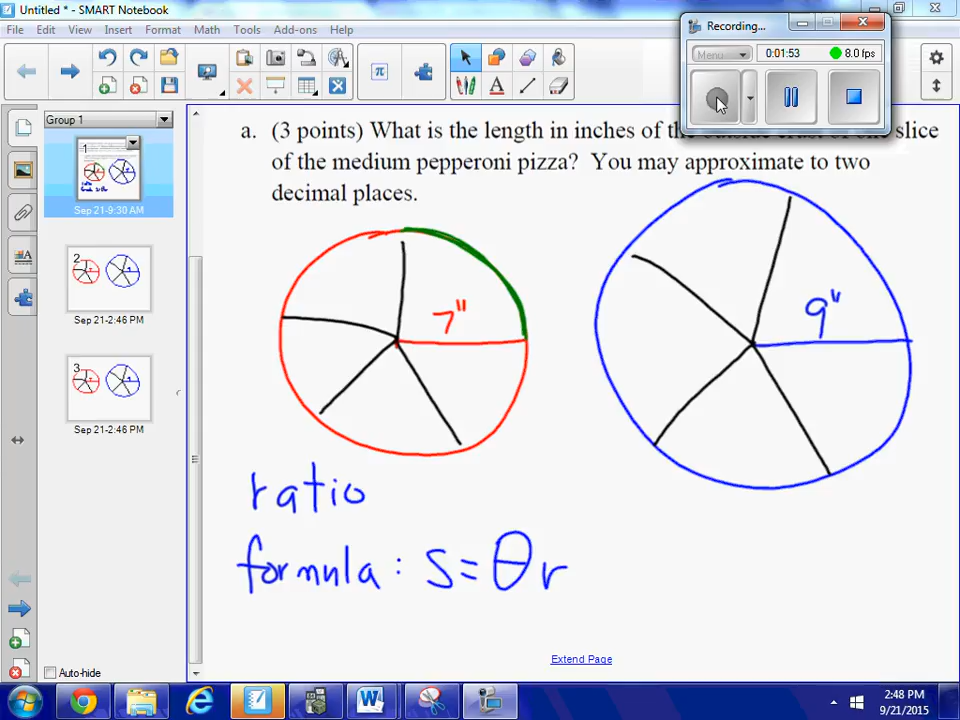 Untitled * - SMART Notebook
File Edit View Insert Format Math Tools Add-ons Help
Recording...
Menu 0:01:53 8.0 fps
Group 1
1
Sep 21-9:30 AM
2
Sep 21-2:46 PM
3
Sep 21-2:46 PM
a. (3 points) What is the length in inches of the slice
of the medium pepperoni pizza? You may approximate to two
decimal places.
7"
9"
ratio
formula: s = θr
Extend Page
Auto-hide
2:48 PM
9/21/2015